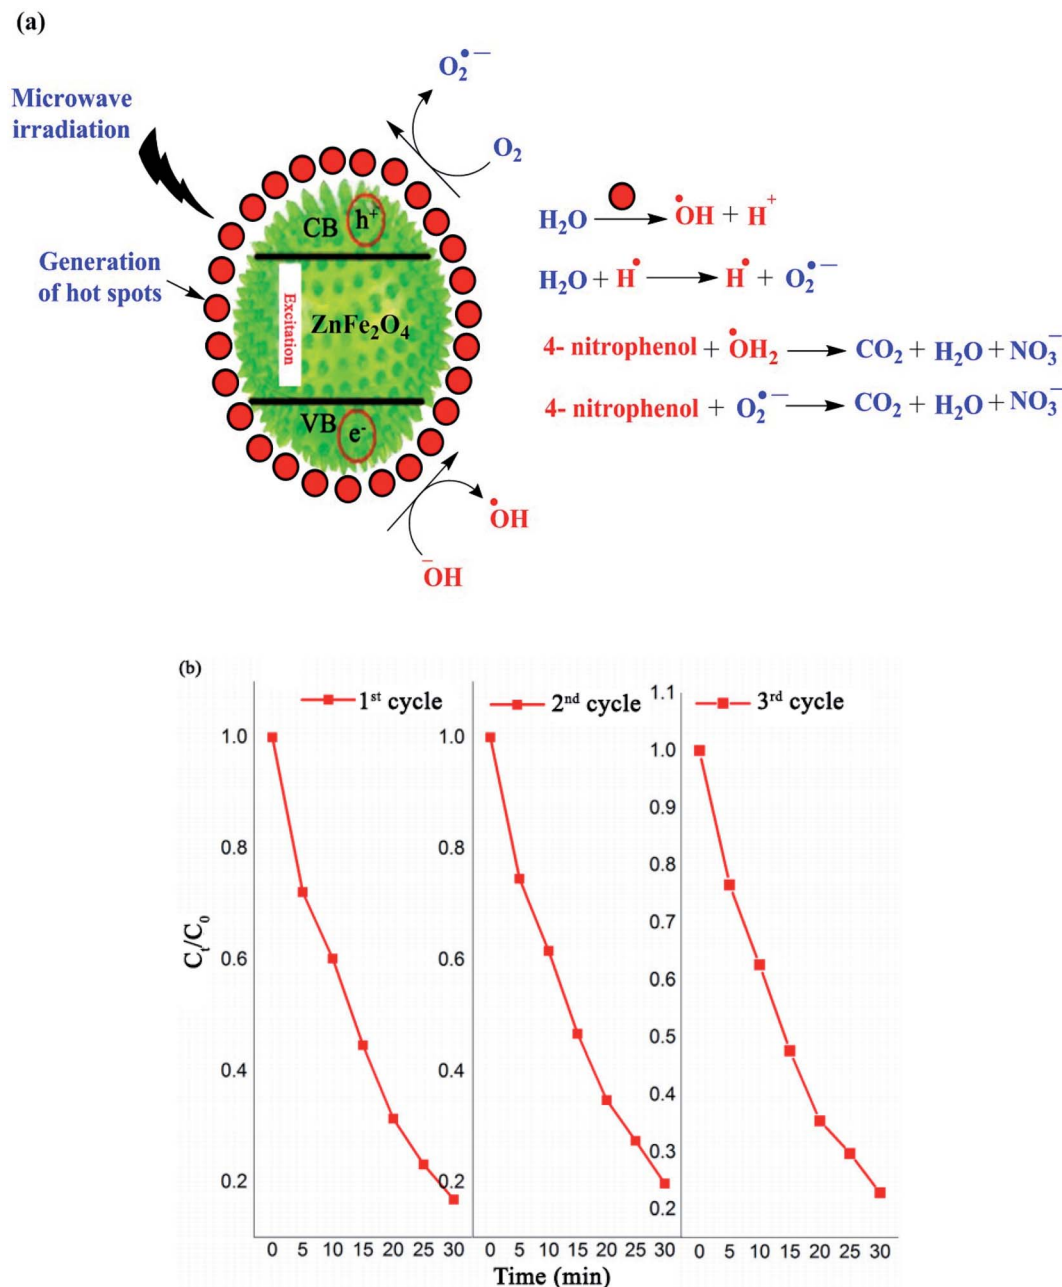 (a)
O₂•−
Microwave
irradiation
O₂
CB h⁺
H₂O → •OH + H⁺
Generation
of hot spots
H₂O + H• → H• + O₂•−
Excitation
ZnFe₂O₄
4- nitrophenol + •OH₂ → CO₂ + H₂O + NO₃⁻
4- nitrophenol + O₂•− → CO₂ + H₂O + NO₃⁻
VB e⁻
•OH
⁻OH
(b)
1st cycle
2nd cycle
3rd cycle
1.0
0.8
0.6
0.4
0.2
1.0
0.8
0.6
0.4
0.2
1.1
1.0
0.9
0.8
0.7
0.6
0.5
0.4
0.3
0.2
Cₜ/C₀
0 5 10 15 20 25 30
0 5 10 15 20 25 30
0 5 10 15 20 25 30
Time (min)